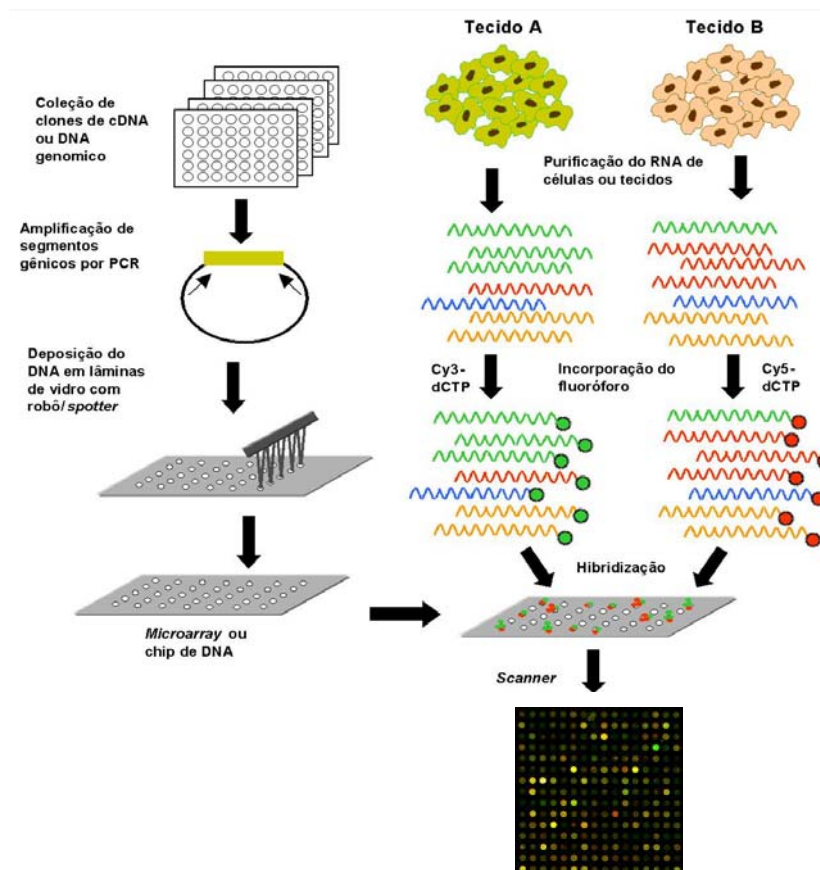 Coleção de
clones de cDNA
ou DNA
genomico
Amplificação de
segmentos
gênicos por PCR
Deposição do
DNA em lâminas
de vidro com
robô/spotter
Microarray ou
chip de DNA
Tecido A
Tecido B
Purificação do RNA de
células ou tecidos
Cy3-
dCTP
Incorporação do
fluoróforo
Cy5-
dCTP
Hibridização
Scanner